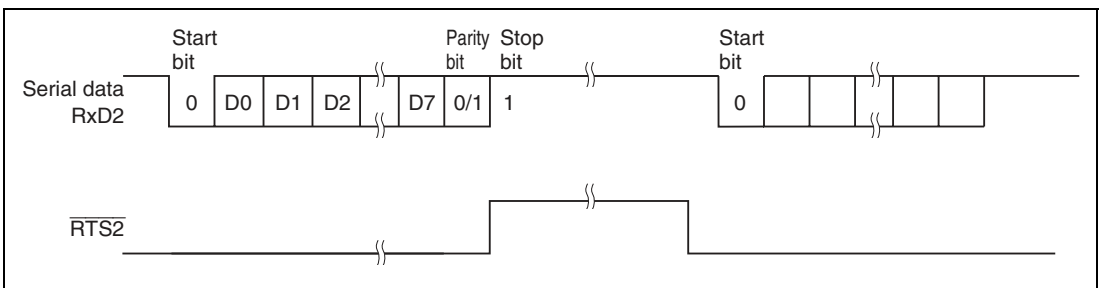 Start bit
Parity bit
Stop bit
Start bit
Serial data RxD2
0 D0 D1 D2 D7 0/1 1 0
RTS2